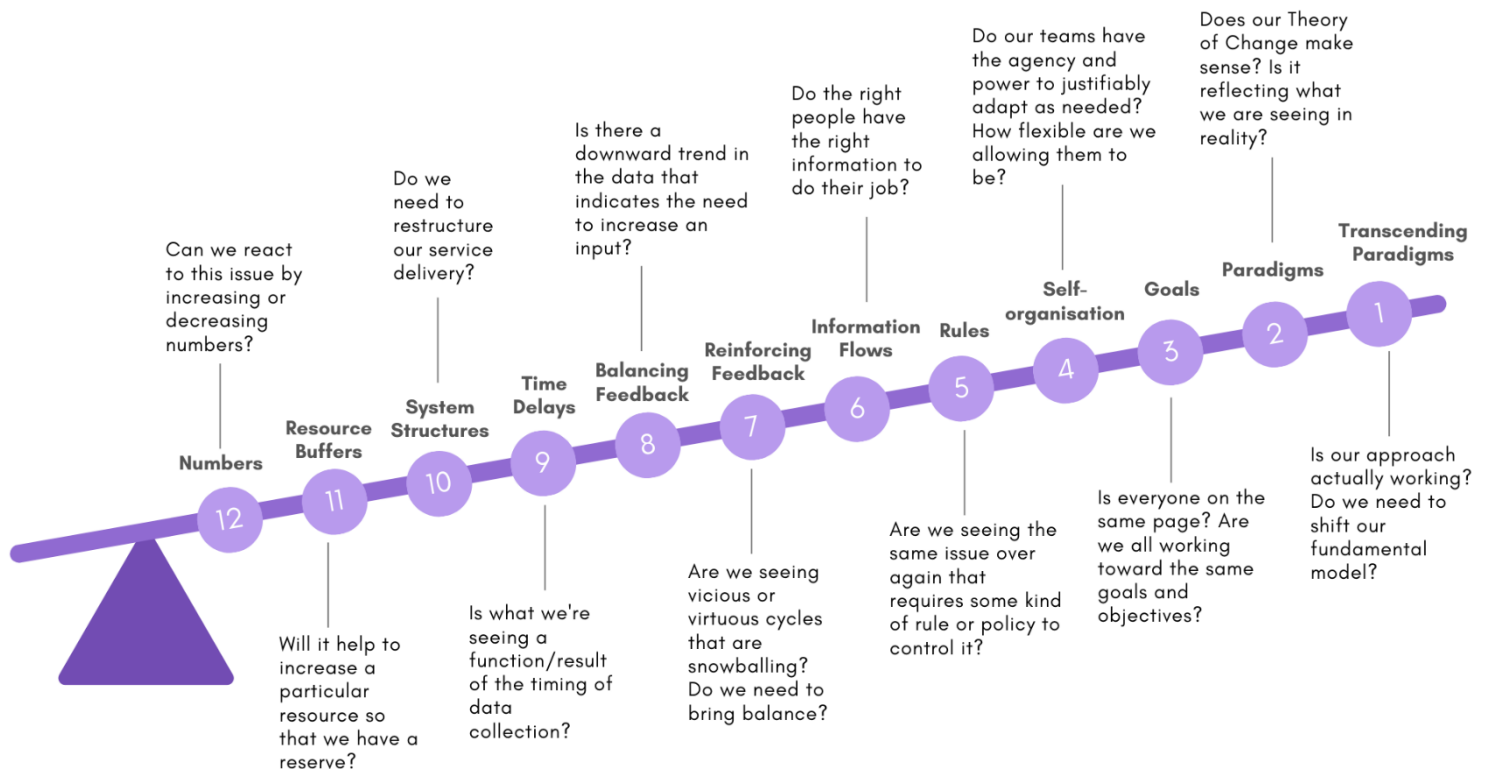 Can we react
to this issue by
increasing or
decreasing
numbers?
Numbers
12
Resource
Buffers
11
Will it help to
increase a
particular
resource so
that we have a
reserve?
Do we
need to
restructure
our service
delivery?
System
Structures
10
Time
Delays
9
Is what we're
seeing a
function/result
of the timing of
data
collection?
Is there a
downward trend in
the data that
indicates the need
to increase an
input?
Balancing
Feedback
8
Reinforcing
Feedback
7
Are we seeing
vicious or
virtuous cycles
that are
snowballing?
Do we need to
bring balance?
Do the right
people have
the right
information to
do their job?
Information
Flows
6
Rules
5
Are we seeing the
same issue over
again that
requires some kind
of rule or policy to
control it?
Do our teams have
the agency and
power to justifiably
adapt as needed?
How flexible are we
allowing them to
be?
Self-
organisation
4
Goals
3
Is everyone on the
same page? Are
we all working
toward the same
goals and
objectives?
Does our Theory
of Change make
sense? Is it
reflecting what
we are seeing in
reality?
Paradigms
2
Transcending
Paradigms
1
Is our approach
actually working?
Do we need to
shift our
fundamental
model?